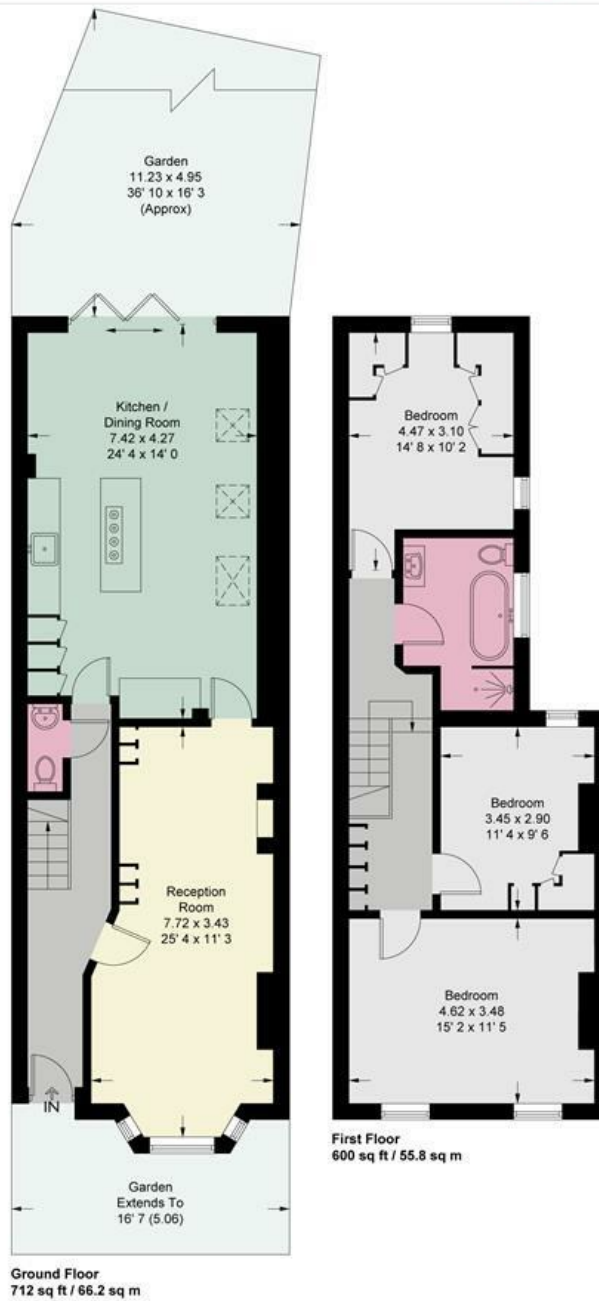 Garden
11.23 x 4.95
36' 10 x 16' 3
(Approx)
Kitchen /
Dining Room
7.42 x 4.27
24' 4 x 14' 0
Reception
Room
7.72 x 3.43
25' 4 x 11' 3
IN
Garden
Extends To
16' 7 (5.06)
Ground Floor
712 sq ft / 66.2 sq m
Bedroom
4.47 x 3.10
14' 8 x 10' 2
Bedroom
3.45 x 2.90
11' 4 x 9' 6
Bedroom
4.62 x 3.48
15' 2 x 11' 5
First Floor
600 sq ft / 55.8 sq m